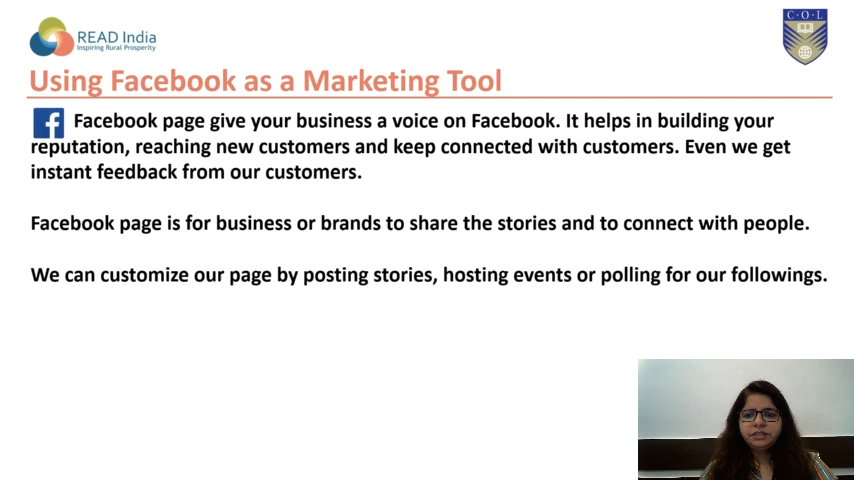 READ India
Inspiring Rural Prosperity
C·O·L
Using Facebook as a Marketing Tool
Facebook page give your business a voice on Facebook. It helps in building your
reputation, reaching new customers and keep connected with customers. Even we get
instant feedback from our customers.
Facebook page is for business or brands to share the stories and to connect with people.
We can customize our page by posting stories, hosting events or polling for our followings.